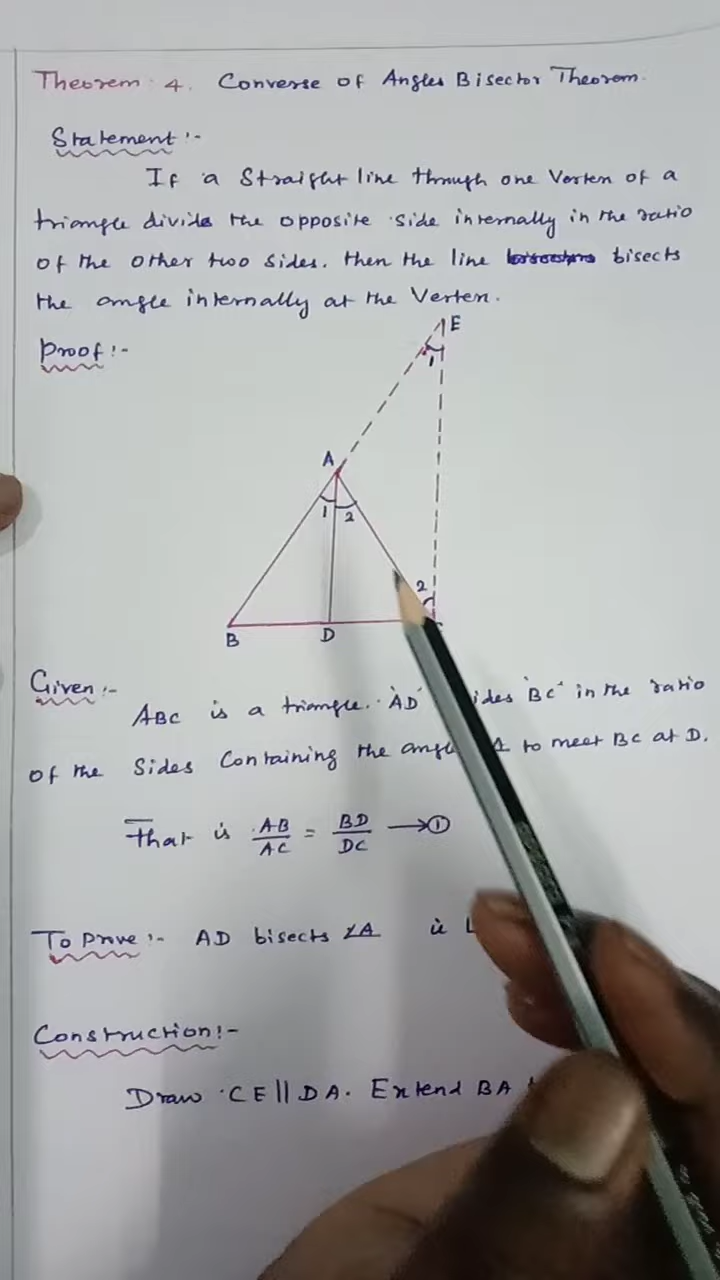 Theorem 4. Converse of Angles Bisector Theorem.
Statement :-
If a straight line through one Vertex of a
triangle divide the opposite side internally in the ratio
of the other two sides. then the line bisects
the angle internally at the Vertex.
Proof :-
E
1
A
1 2
2
B D
Given :-
ABC is a triangle. AD BC in the ratio
of the Sides Containing the to meet BC at D.
That is AB/AC = BD/DC → ①
To Prove :- AD bisects ∠A
Construction :-
Draw CE || DA. Extend BA